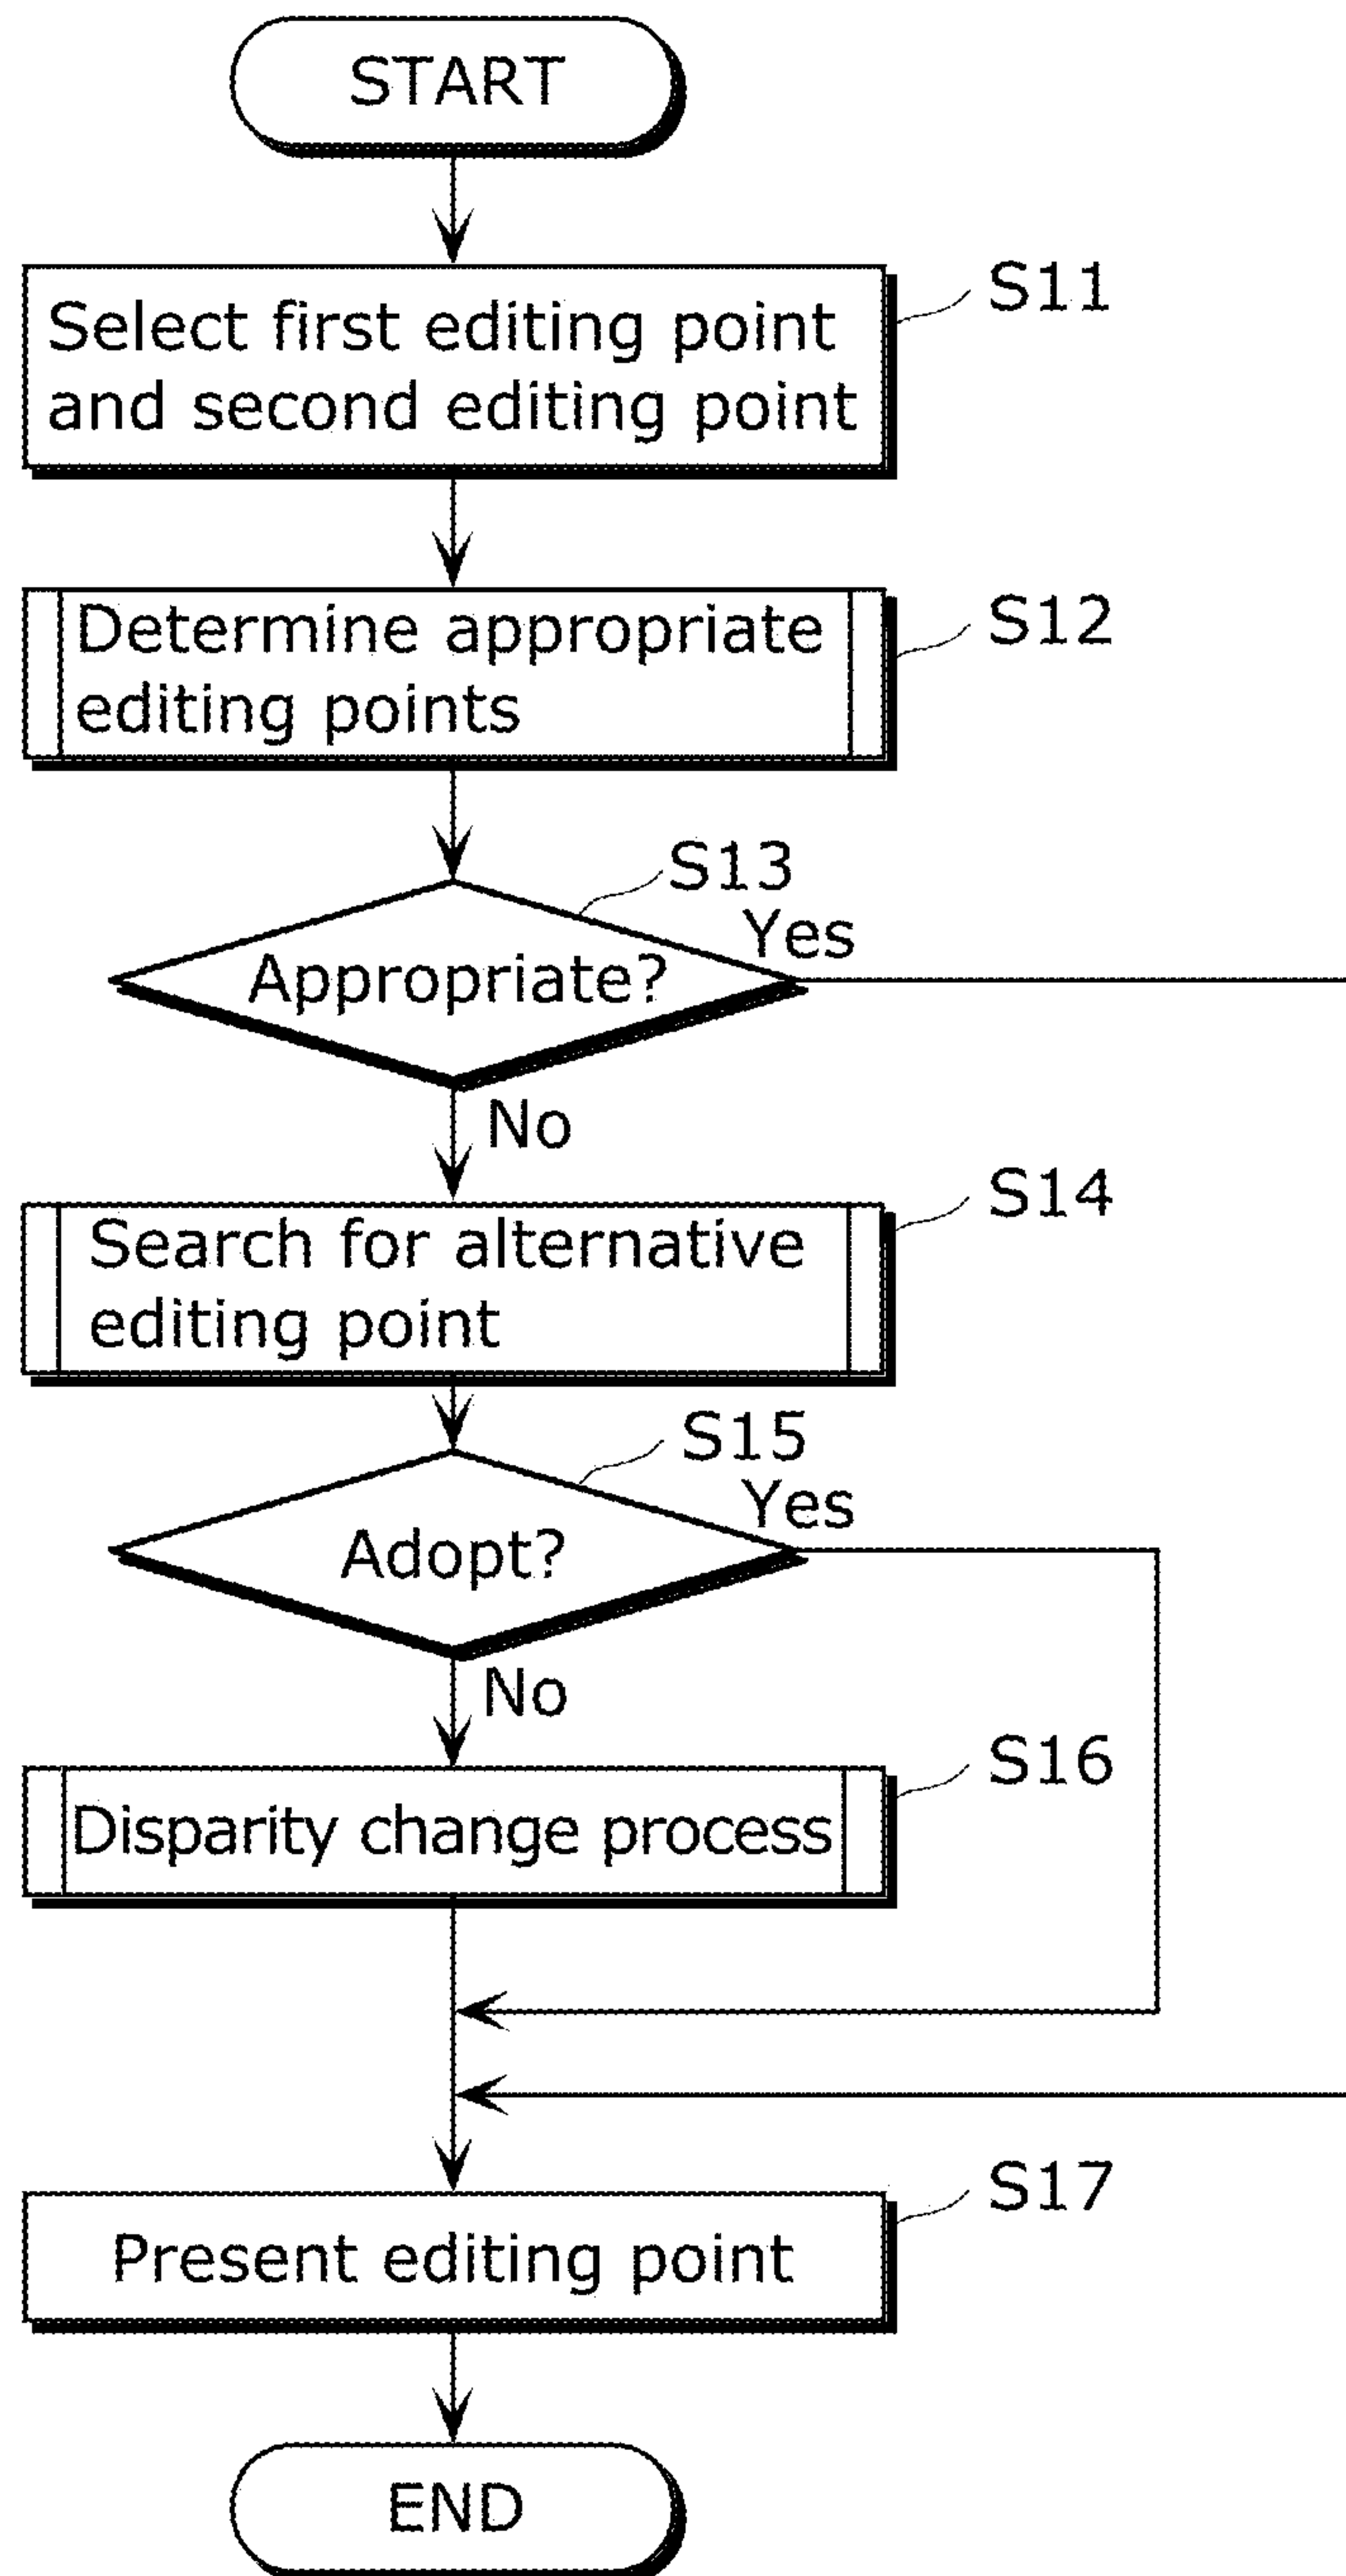 START
S11
Select first editing point
and second editing point
S12
Determine appropriate
editing points
S13
Yes
Appropriate?
No
S14
Search for alternative
editing point
S15
Yes
Adopt?
No
S16
Disparity change process
S17
Present editing point
END